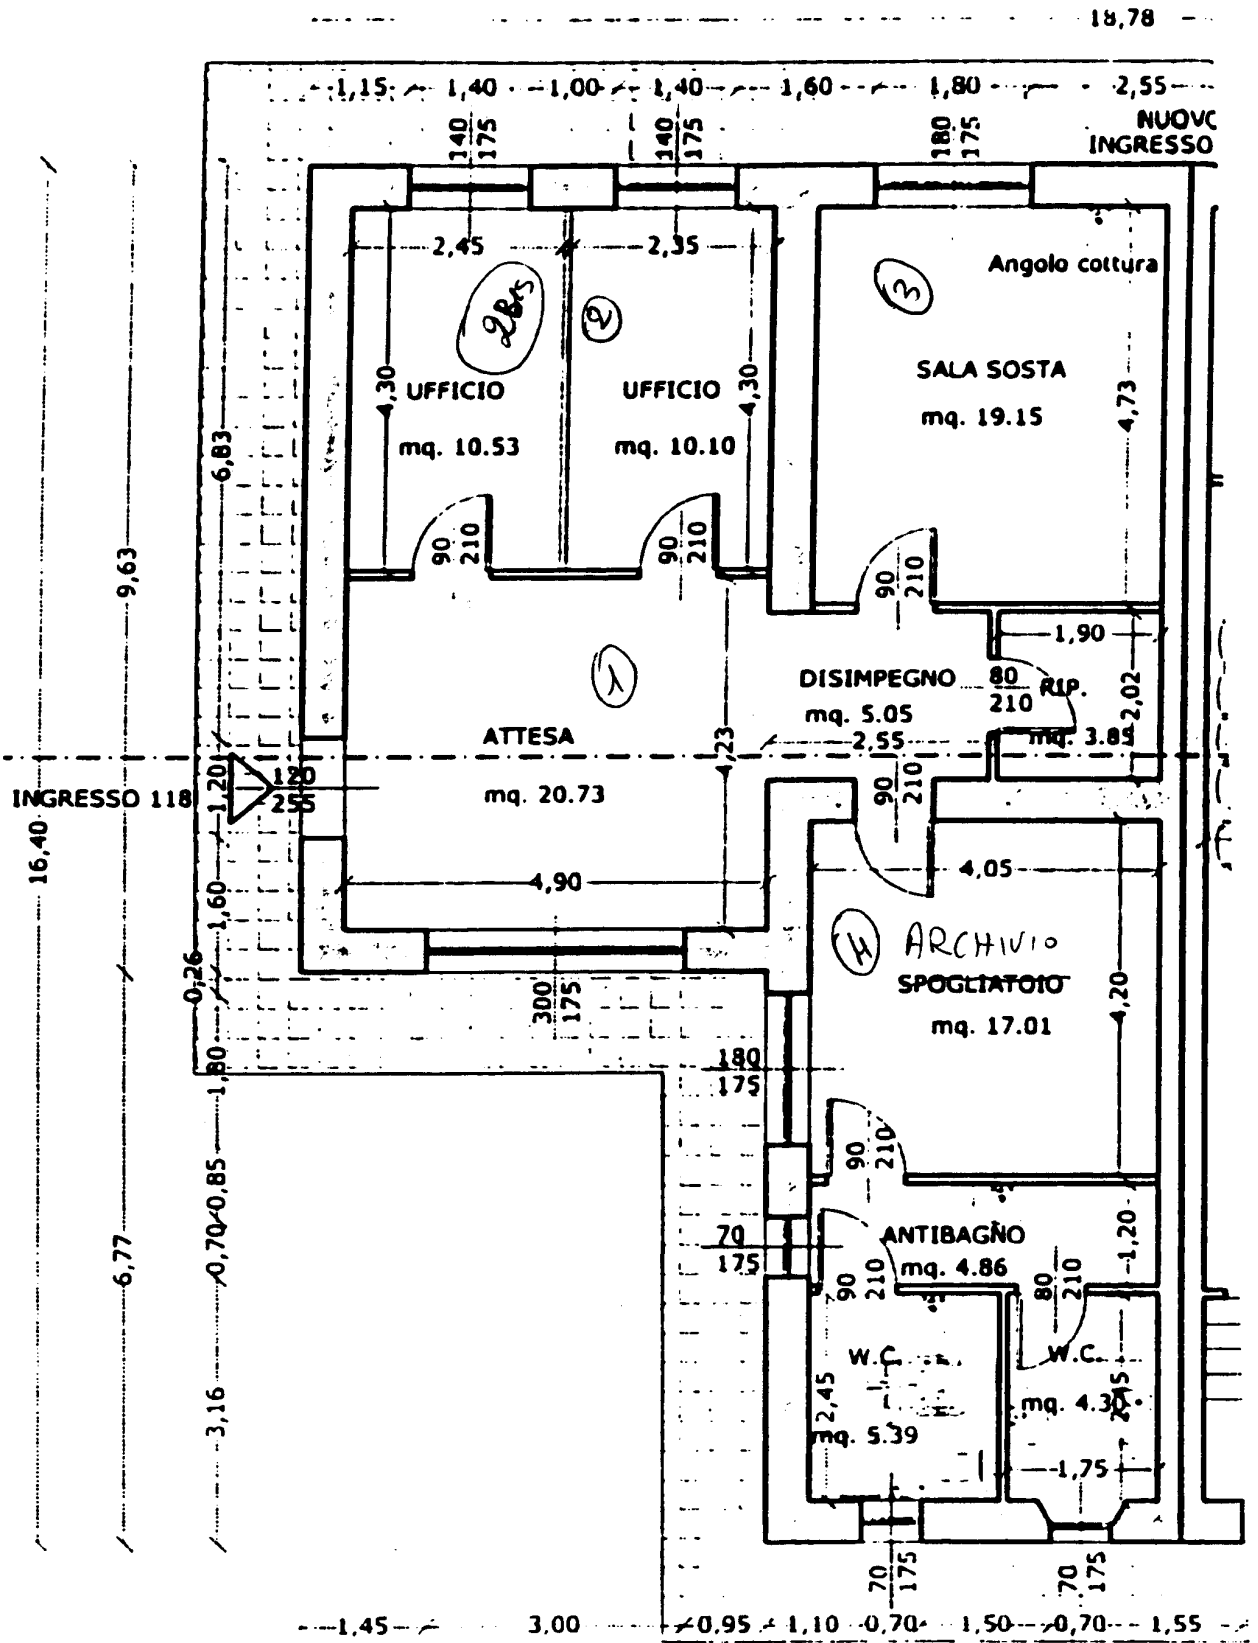 18,78
1,15 1,40 1,00 1,40 1,60 1,80 2,55
NUOVO
INGRESSO
140
175
140
175
180
175
2,45
2,35
Angolo cottura
2Bis
2
3
4,30
UFFICIO
mq. 10.53
UFFICIO
mq. 10.10
4,30
SALA SOSTA
mq. 19.15
4,73
6,83
9,63
90
210
90
210
90
210
1
1,90
DISIMPEGNO
mq. 5.05
2,55
80
210
RIP.
mq. 3.85
2,02
ATTESA
mq. 20.73
4,23
INGRESSO 118
1,20
120
255
90
210
16,40
1,60
4,90
4,05
4 ARCHIVIO
SPOGLIATOIO
mq. 17.01
4,20
0,26
300
175
1,80
180
175
90
210
0,85
0,70
6,77
70
175
ANTIBAGNO
mq. 4.86
1,20
90
210
80
210
W.C.
mq. 5.39
2,45
W.C.
mq. 4.30
2,45
3,16
1,75
70
175
70
175
1,45 3,00 0,95 1,10 0,70 1,50 0,70 1,55